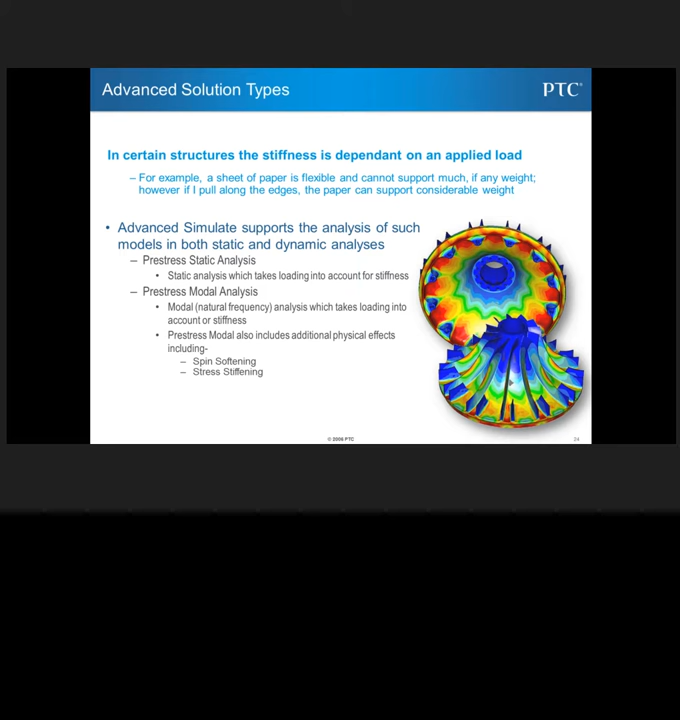 Advanced Solution Types
PTC®
In certain structures the stiffness is dependant on an applied load
– For example, a sheet of paper is flexible and cannot support much, if any weight;
however if I pull along the edges, the paper can support considerable weight
• Advanced Simulate supports the analysis of such
models in both static and dynamic analyses
– Prestress Static Analysis
• Static analysis which takes loading into account for stiffness
– Prestress Modal Analysis
• Modal (natural frequency) analysis which takes loading into
account or stiffness
• Prestress Modal also includes additional physical effects
including-
– Spin Softening
– Stress Stiffening
© 2006 PTC
24